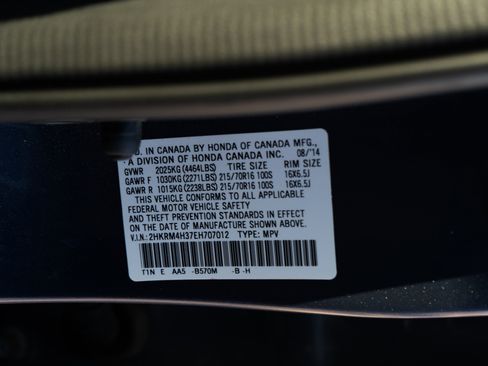 D. IN CANADA BY HONDA OF CANADA MFG.,
A DIVISION OF HONDA CANADA INC. 08/'14
GVWR 2025KG(4464LBS) TIRE SIZE RIM SIZE
GAWR F 1030KG(2271LBS) 215/70R16 100S 16X6.5J
GAWR R 1015KG(2238LBS) 215/70R16 100S 16X6.5J
THIS VEHICLE CONFORMS TO ALL APPLICABLE
FEDERAL MOTOR VEHICLE SAFETY
AND THEFT PREVENTION STANDARDS IN EFFECT
ON THE DATE OF MANUFACTURE SHOWN ABOVE.
V.I.N.: 2HKRM4H37EH707012 TYPE: MPV
T1N E AA5 -B570M -B -H